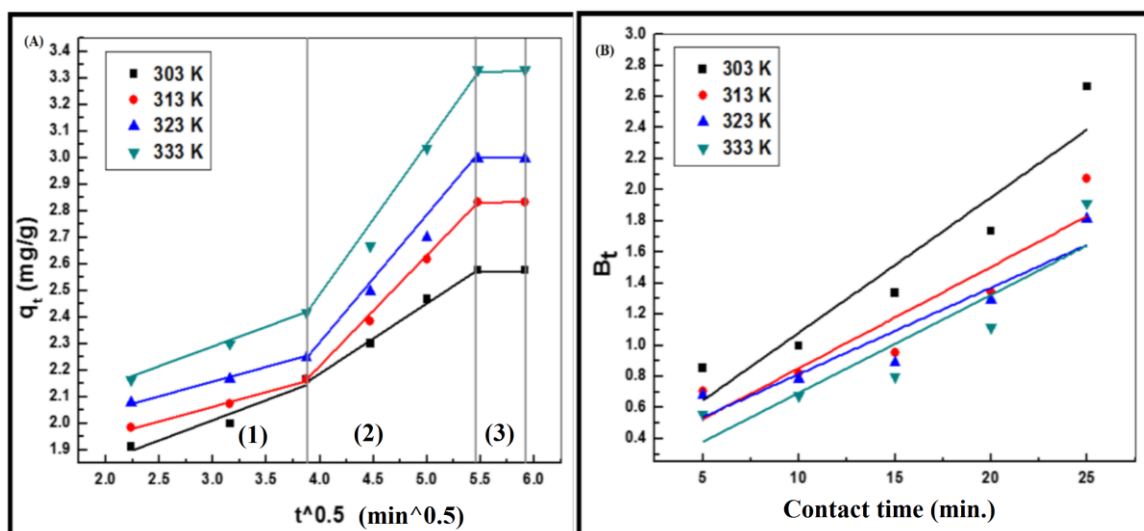 (A)
303 K
313 K
323 K
333 K
3.4
3.3
3.2
3.1
3.0
2.9
2.8
2.7
2.6
2.5
2.4
2.3
2.2
2.1
2.0
1.9
qt (mg/g)
(1)
(2)
(3)
2.0 2.5 3.0 3.5 4.0 4.5 5.0 5.5 6.0
t^0.5 (min^0.5)
(B)
303 K
313 K
323 K
333 K
3.0
2.8
2.6
2.4
2.2
2.0
1.8
1.6
1.4
1.2
1.0
0.8
0.6
0.4
Bt
5 10 15 20 25
Contact time (min.)